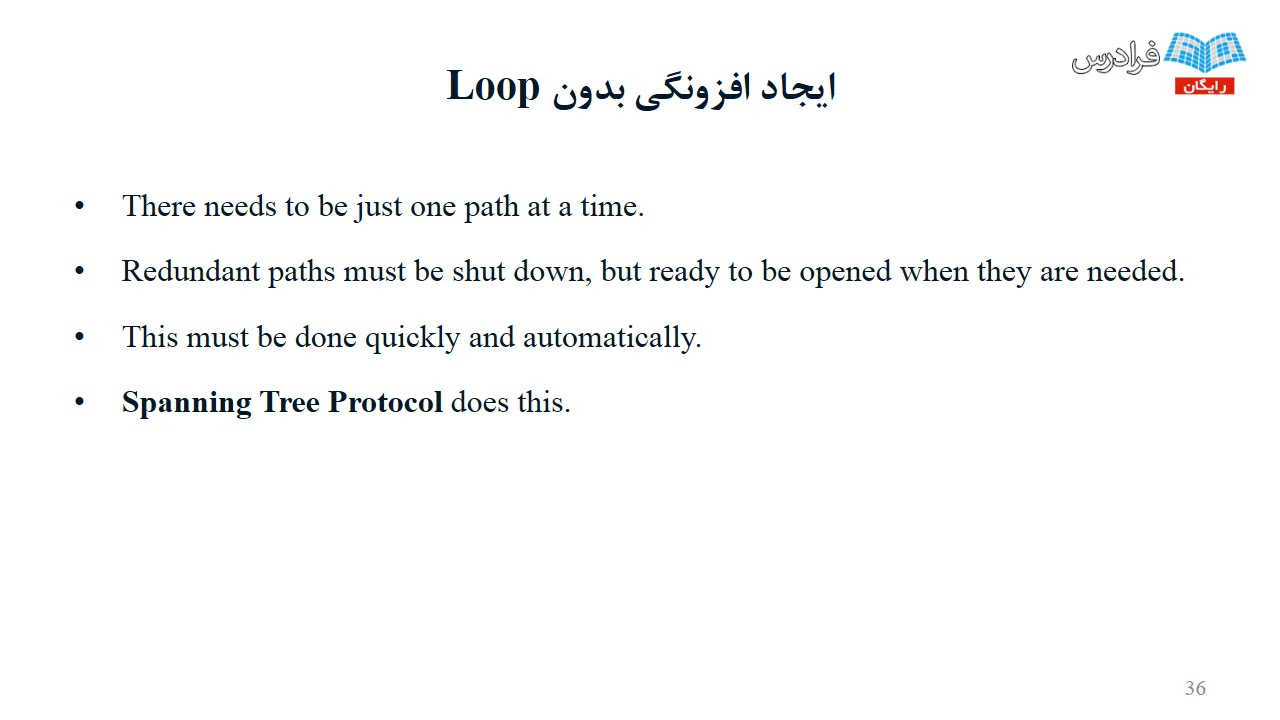 فرادرس
رایگان
ایجاد افزونگی بدون Loop
• There needs to be just one path at a time.
• Redundant paths must be shut down, but ready to be opened when they are needed.
• This must be done quickly and automatically.
• Spanning Tree Protocol does this.
36